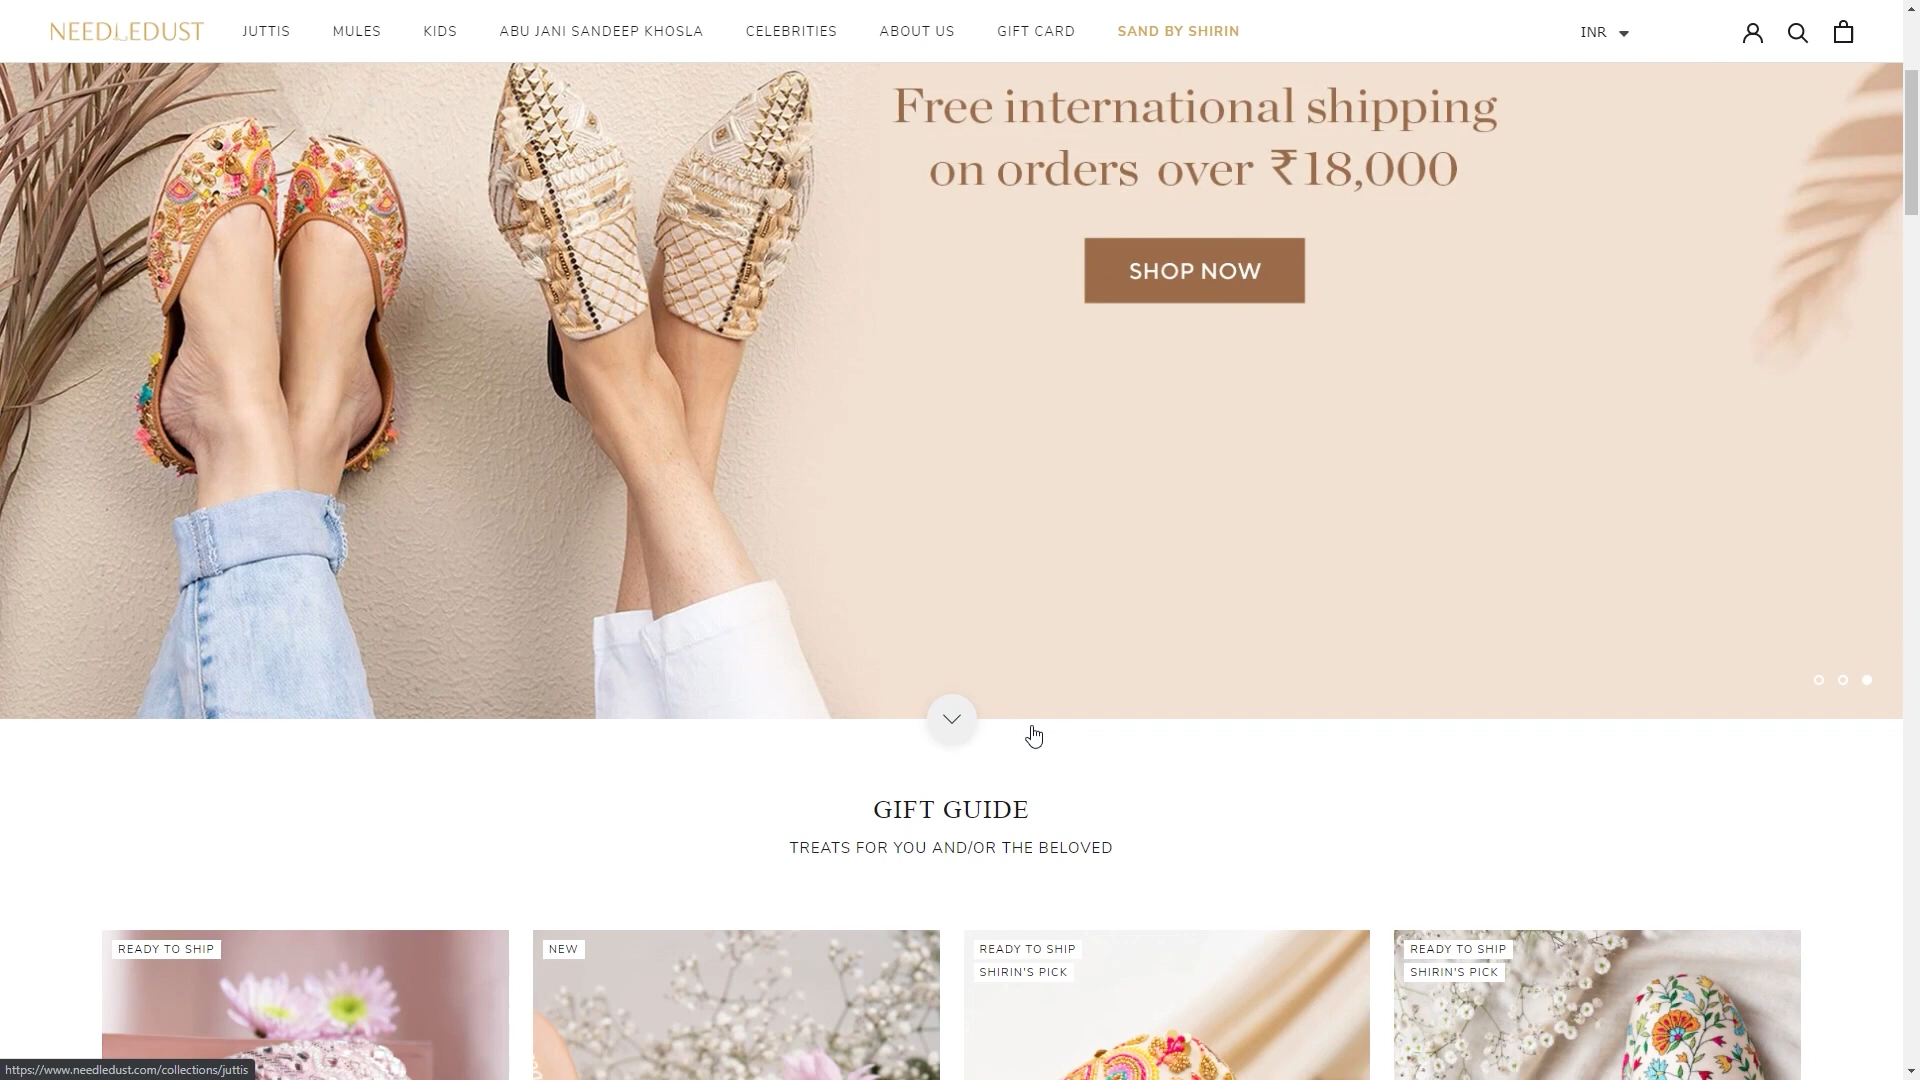 NEEDLEDUST JUTTIS MULES KIDS ABU JANI SANDEEP KHOSLA CELEBRITIES ABOUT US GIFT CARD SAND BY SHIRIN INR
Free international shipping
on orders over ₹18,000
SHOP NOW
GIFT GUIDE
TREATS FOR YOU AND/OR THE BELOVED
READY TO SHIP
NEW
READY TO SHIP
SHIRIN'S PICK
READY TO SHIP
SHIRIN'S PICK
https://www.needledust.com/collections/juttis